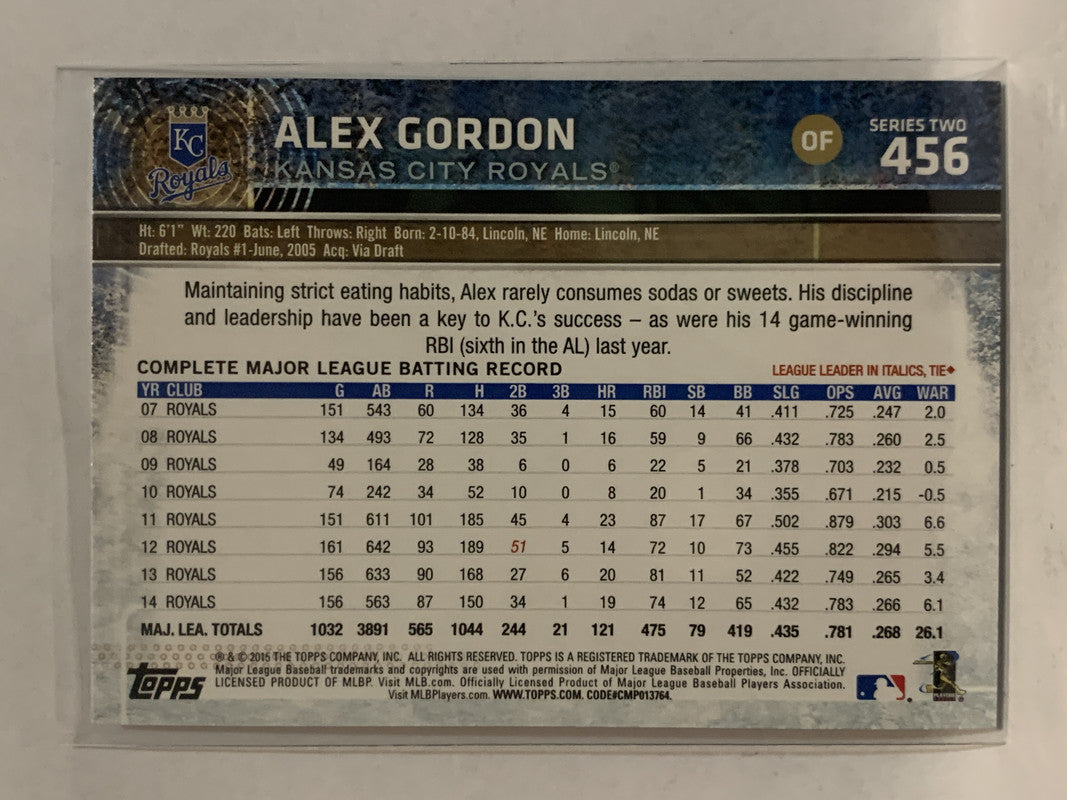 KC
Royals
ALEX GORDON
KANSAS CITY ROYALS®
OF
SERIES TWO
456
Ht: 6'1" Wt: 220 Bats: Left Throws: Right Born: 2-10-84, Lincoln, NE Home: Lincoln, NE
Drafted: Royals #1-June, 2005 Acq: Via Draft
Maintaining strict eating habits, Alex rarely consumes sodas or sweets. His discipline
and leadership have been a key to K.C.'s success – as were his 14 game-winning
RBI (sixth in the AL) last year.
COMPLETE MAJOR LEAGUE BATTING RECORD LEAGUE LEADER IN ITALICS, TIE◆
YR CLUB G AB R H 2B 3B HR RBI SB BB SLG OPS AVG WAR
07 ROYALS 151 543 60 134 36 4 15 60 14 41 .411 .725 .247 2.0
08 ROYALS 134 493 72 128 35 1 16 59 9 66 .432 .783 .260 2.5
09 ROYALS 49 164 28 38 6 0 6 22 5 21 .378 .703 .232 0.5
10 ROYALS 74 242 34 52 10 0 8 20 1 34 .355 .671 .215 -0.5
11 ROYALS 151 611 101 185 45 4 23 87 17 67 .502 .879 .303 6.6
12 ROYALS 161 642 93 189 51 5 14 72 10 73 .455 .822 .294 5.5
13 ROYALS 156 633 90 168 27 6 20 81 11 52 .422 .749 .265 3.4
14 ROYALS 156 563 87 150 34 1 19 74 12 65 .432 .783 .266 6.1
MAJ. LEA. TOTALS 1032 3891 565 1044 244 21 121 475 79 419 .435 .781 .268 26.1
® & © 2015 THE TOPPS COMPANY, INC. ALL RIGHTS RESERVED. TOPPS IS A REGISTERED TRADEMARK OF THE TOPPS COMPANY, INC.
Major League Baseball trademarks and copyrights are used with permission of Major League Baseball Properties, Inc. OFFICIALLY
LICENSED PRODUCT OF MLBP. Visit MLB.com. Officially Licensed Product of Major League Baseball Players Association.
Visit MLBPlayers.com. WWW.TOPPS.COM. CODE#CMP013764.
Topps